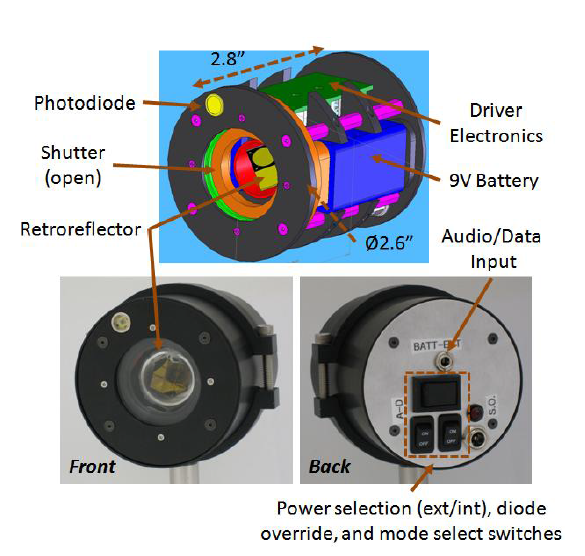 2.8”
Photodiode
Driver
Electronics
Shutter
(open)
9V Battery
Retroreflector
Ø2.6”
Audio/Data
Input
BATT-EXT
A-D
S.O.
ON
OFF
ON
OFF
Front
Back
Power selection (ext/int), diode
override, and mode select switches